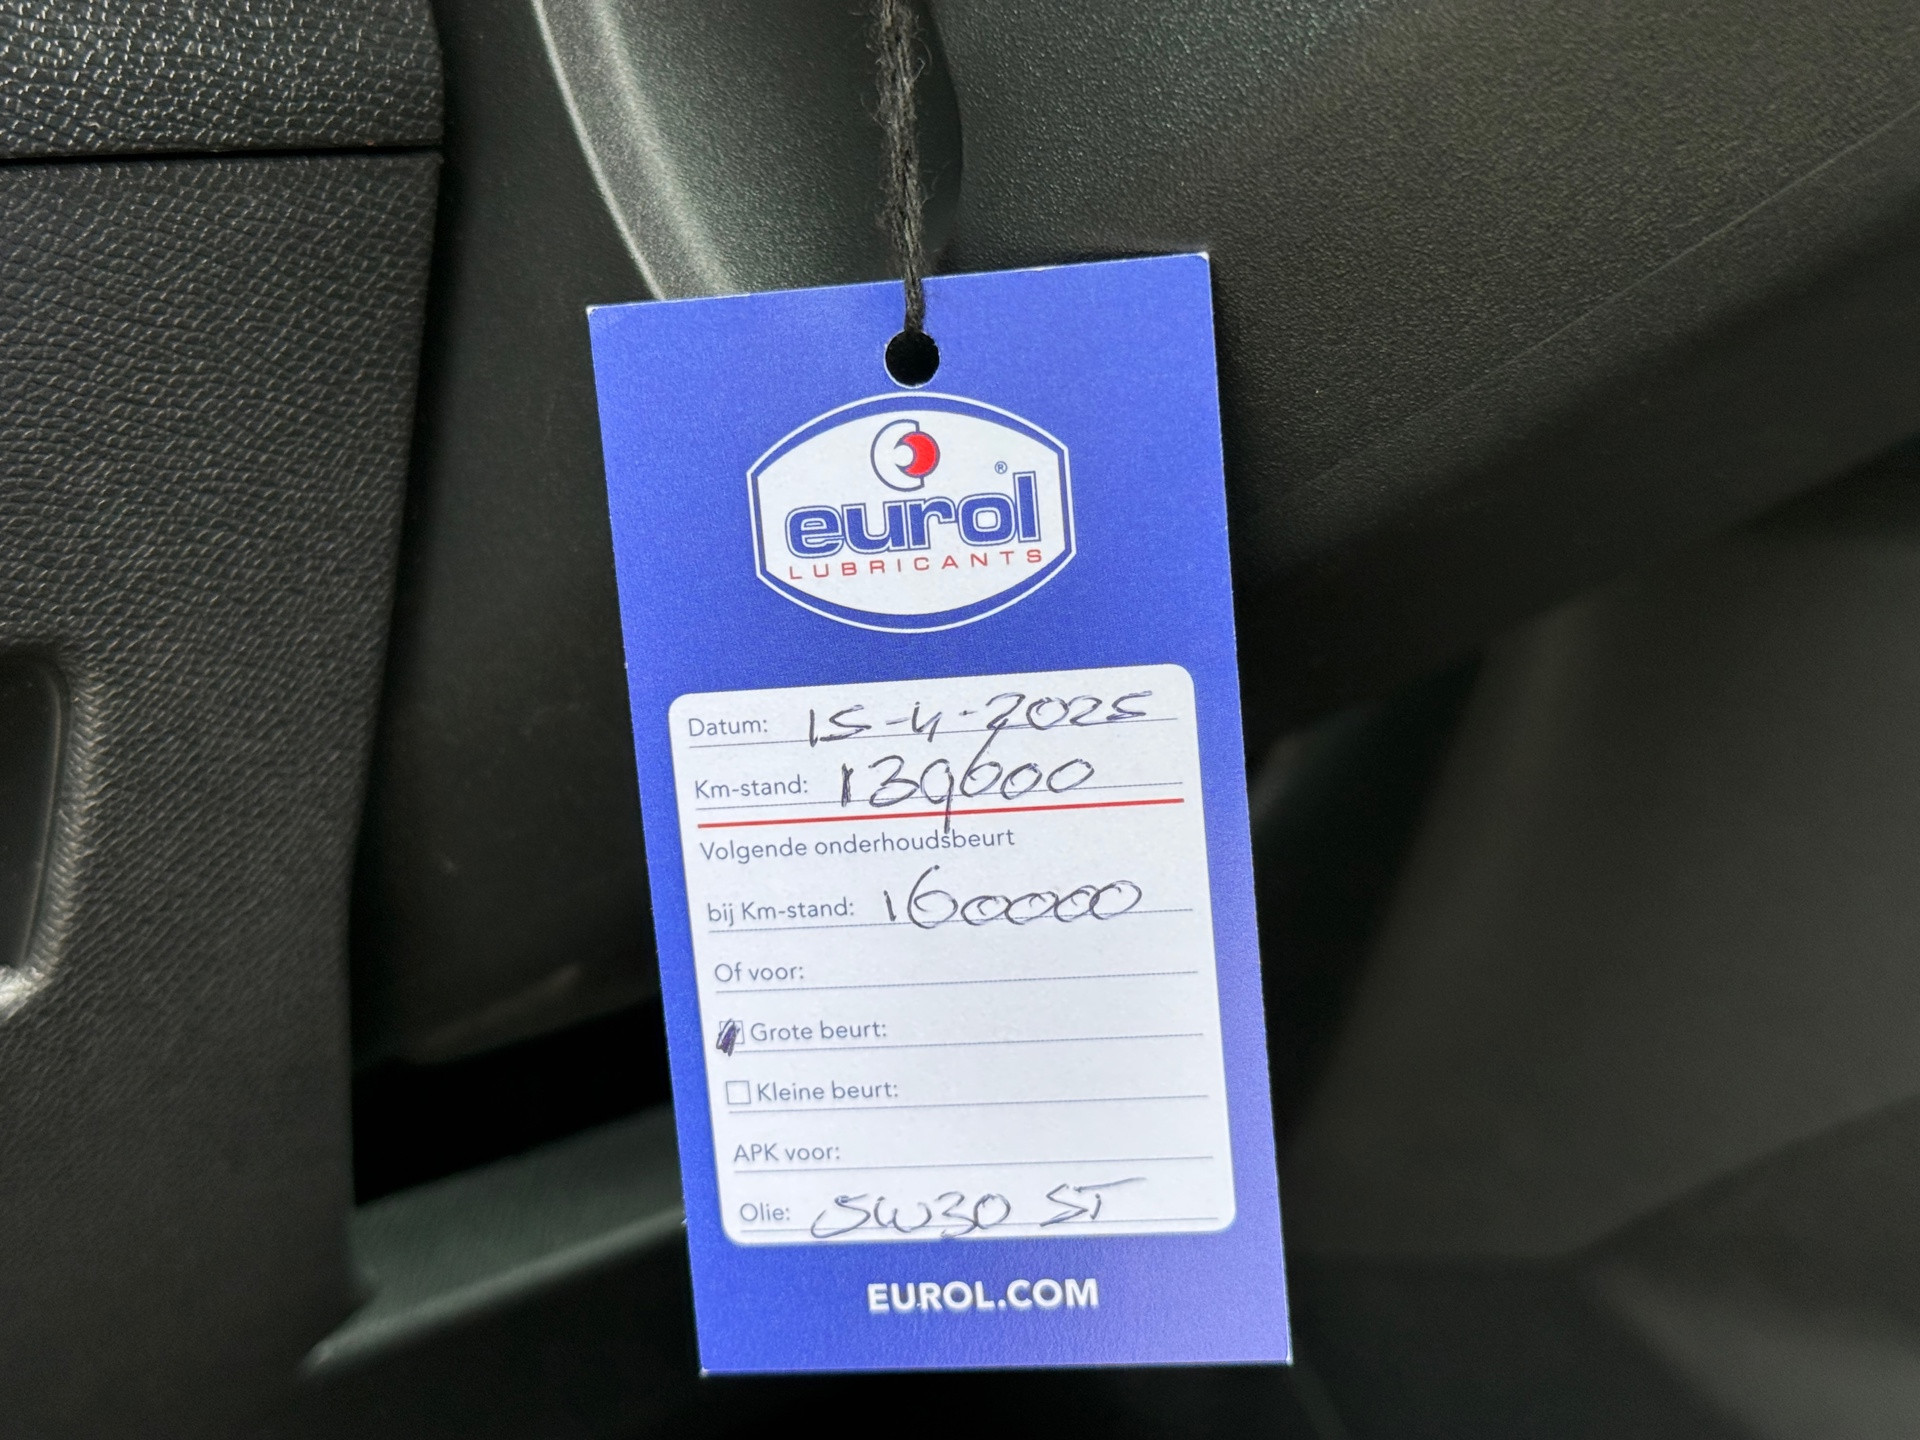 eurol®
LUBRICANTS
Datum: 15-4-2025
Km-stand: 139600
Volgende onderhoudsbeurt
bij Km-stand: 160000
Of voor:
Grote beurt:
Kleine beurt:
APK voor:
Olie: 5W30 ST
EUROL.COM